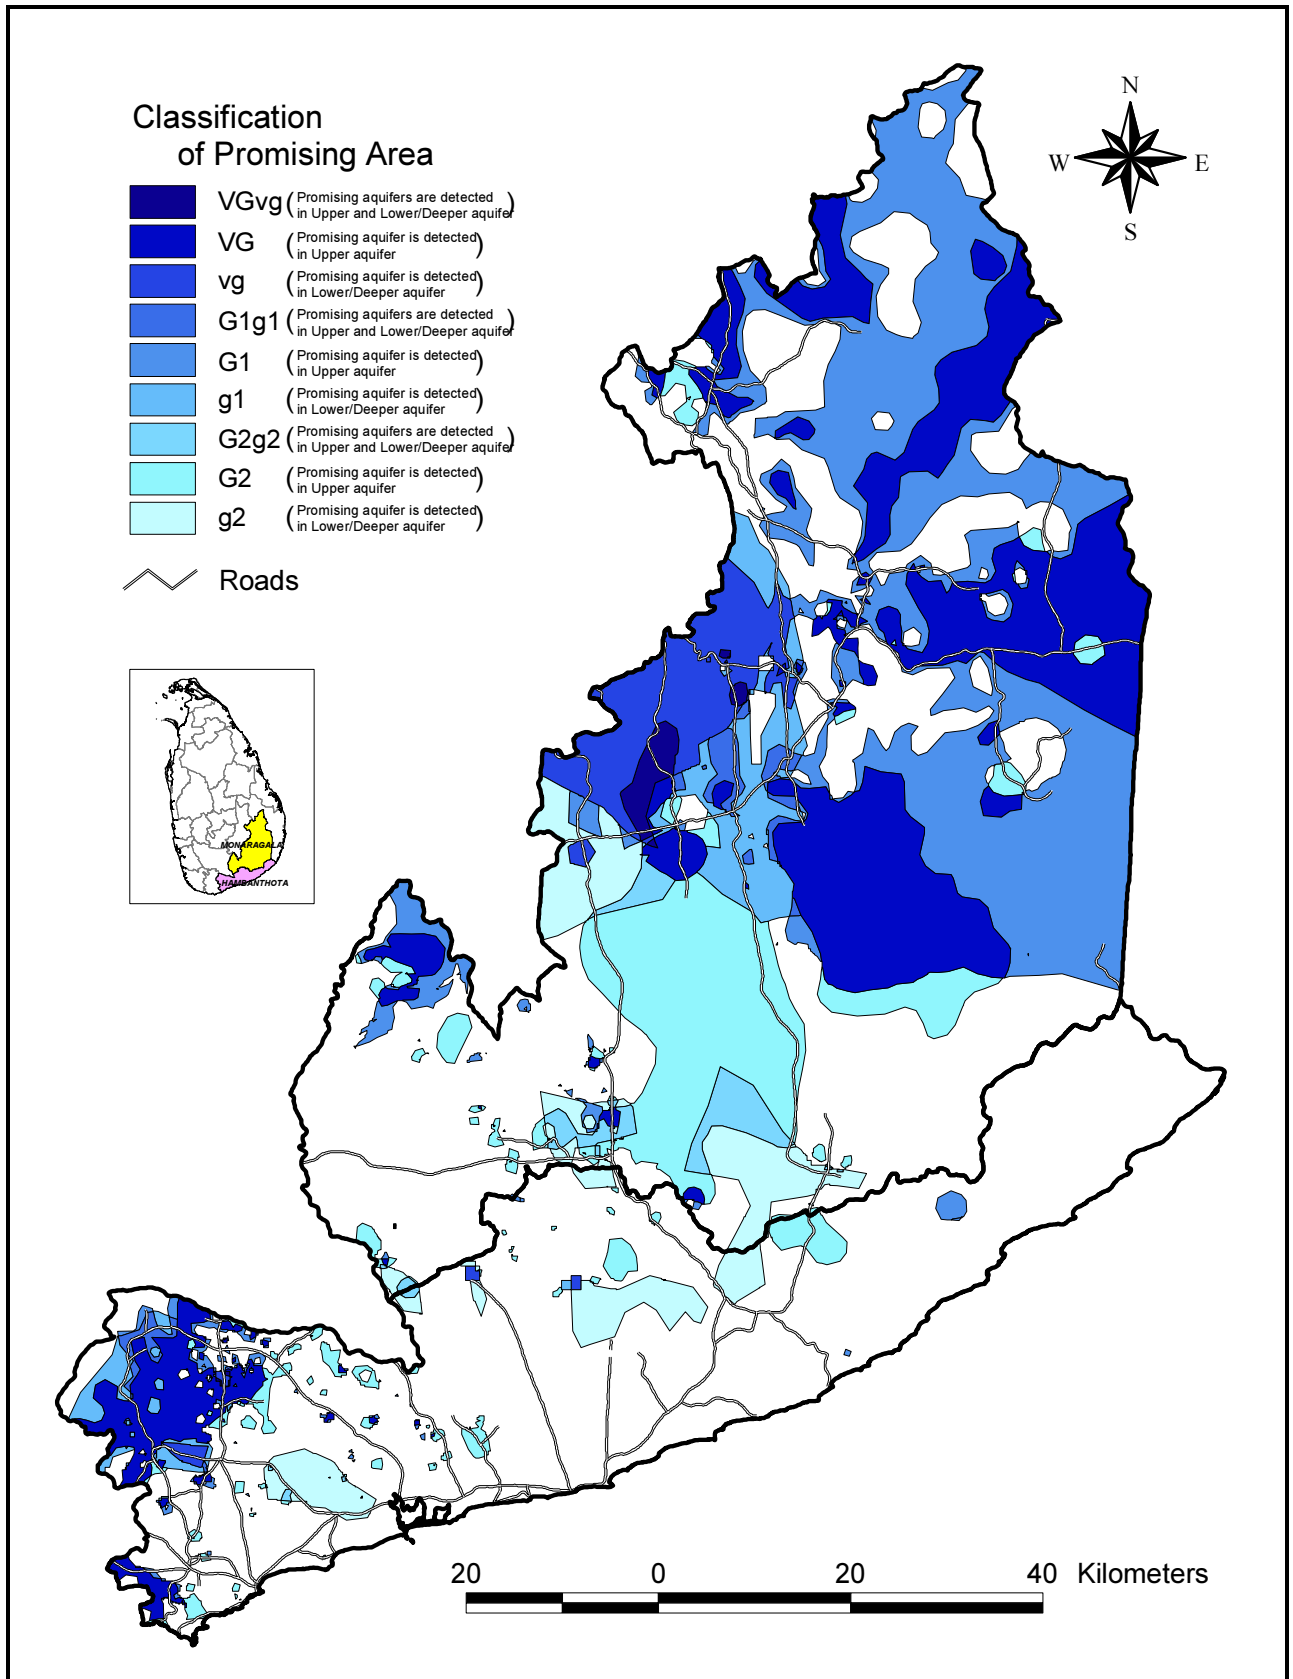 Classification
of Promising Area
VGvg (Promising aquifers are detected
in Upper and Lower/Deeper aquifer)
VG (Promising aquifer is detected
in Upper aquifer)
vg (Promising aquifer is detected
in Lower/Deeper aquifer)
G1g1 (Promising aquifers are detected
in Upper and Lower/Deeper aquifer)
G1 (Promising aquifer is detected
in Upper aquifer)
g1 (Promising aquifer is detected
in Lower/Deeper aquifer)
G2g2 (Promising aquifers are detected
in Upper and Lower/Deeper aquifer)
G2 (Promising aquifer is detected
in Upper aquifer)
g2 (Promising aquifer is detected
in Lower/Deeper aquifer)
Roads
N
W E
S
MONARAGALA
HAMBANTHOTA
20 0 20 40 Kilometers